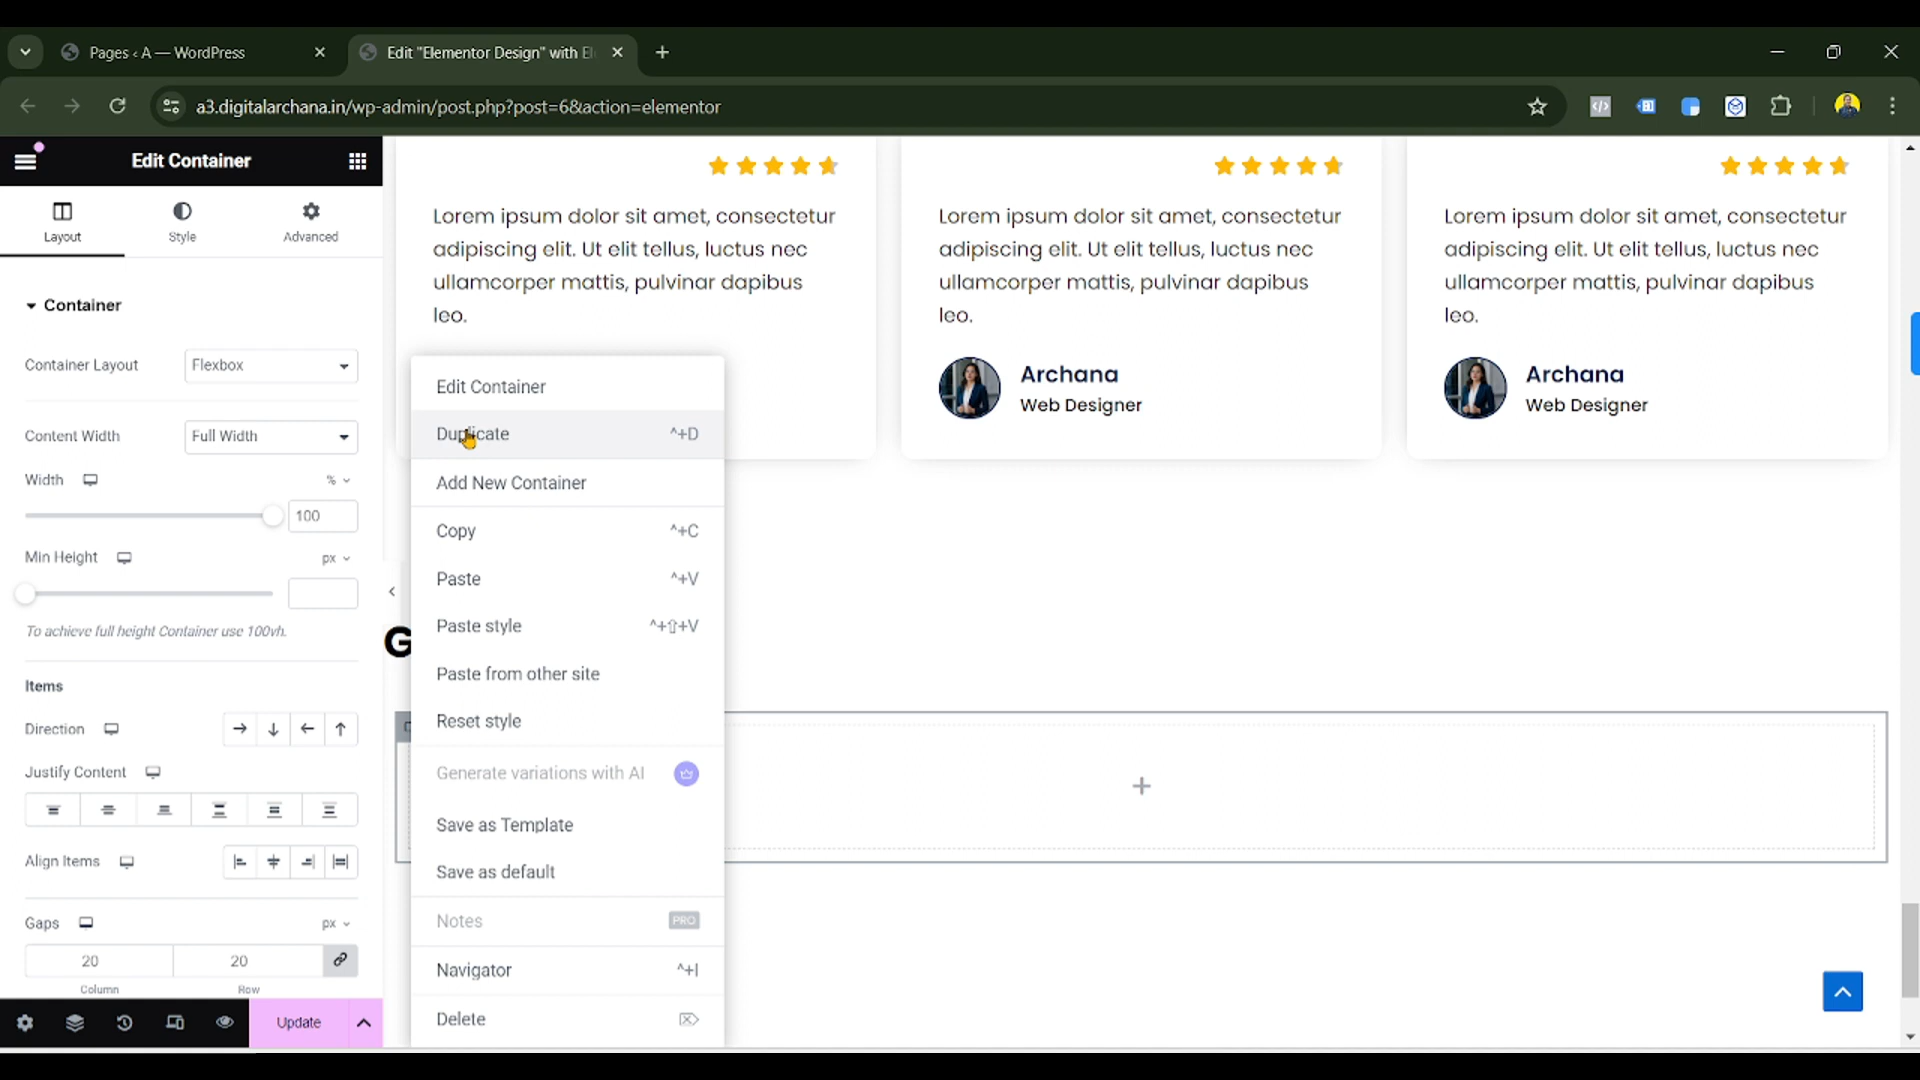 Pages ‹ A — WordPress
Edit "Elementor Design" with El
a3.digitalarchana.in/wp-admin/post.php?post=6&action=elementor
Edit Container
Layout
Style
Advanced
Container
Container Layout
Flexbox
Content Width
Full Width
Width
%
100
Min Height
px
To achieve full height Container use 100vh.
Items
Direction
Justify Content
Align Items
Gaps
px
20
20
Column
Row
Update
Lorem ipsum dolor sit amet, consectetur
adipiscing elit. Ut elit tellus, luctus nec
ullamcorper mattis, pulvinar dapibus
leo.
Lorem ipsum dolor sit amet, consectetur
adipiscing elit. Ut elit tellus, luctus nec
ullamcorper mattis, pulvinar dapibus
leo.
Archana
Web Designer
Lorem ipsum dolor sit amet, consectetur
adipiscing elit. Ut elit tellus, luctus nec
ullamcorper mattis, pulvinar dapibus
leo.
Archana
Web Designer
G
Edit Container
Duplicate ^+D
Add New Container
Copy ^+C
Paste ^+V
Paste style ^+⇧+V
Paste from other site
Reset style
Generate variations with AI
Save as Template
Save as default
Notes PRO
Navigator ^+I
Delete ⌦